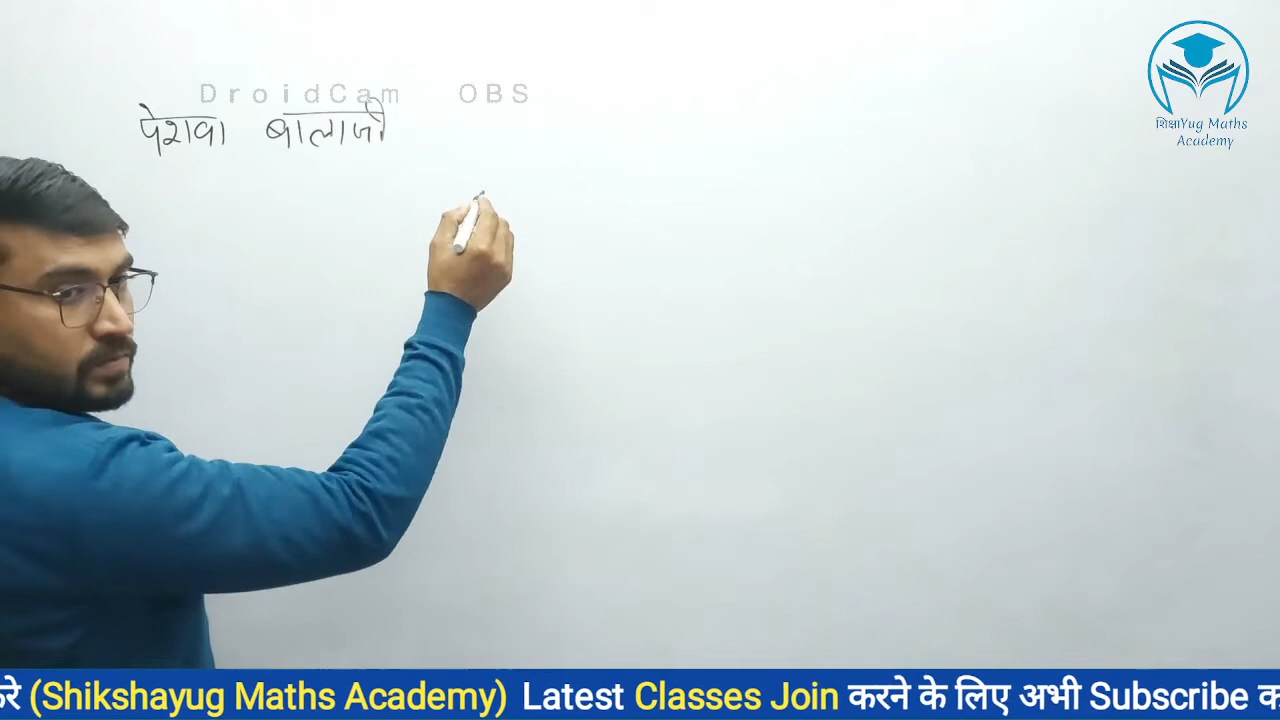 DroidCam OBS
पेशवा बालाजी
शिक्षाYug Maths
Academy
रे (Shikshayug Maths Academy) Latest Classes Join करने के लिए अभी Subscribe क